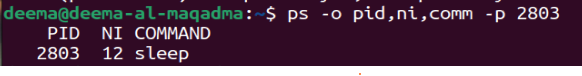 deema@deema-al-maqadma:~$ ps -o pid,ni,comm -p 2803
PID NI COMMAND
2803 12 sleep